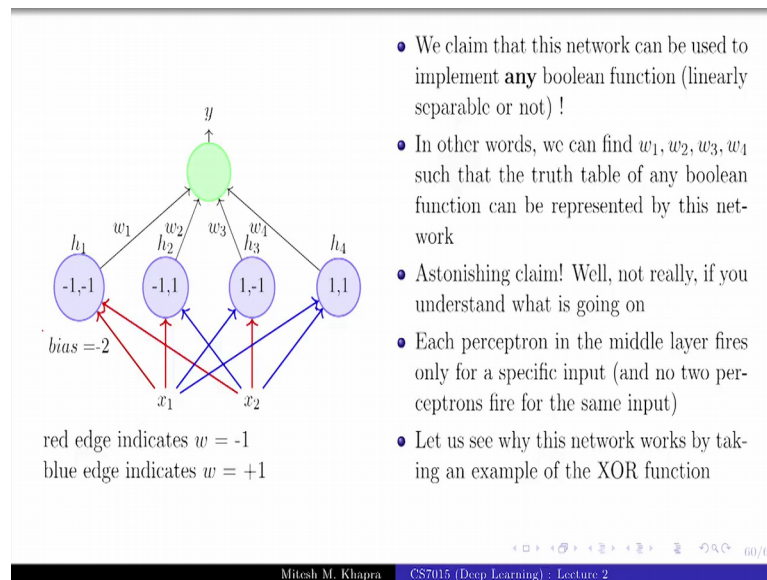 y
w₁ w₂ w₃ w₄
h₁ h₂ h₃ h₄
-1,-1 -1,1 1,-1 1,1
bias =-2
x₁ x₂
red edge indicates w = -1
blue edge indicates w = +1
We claim that this network can be used to
implement any boolean function (linearly
separable or not) !
In other words, we can find w₁, w₂, w₃, w₄
such that the truth table of any boolean
function can be represented by this net-
work
Astonishing claim! Well, not really, if you
understand what is going on
Each perceptron in the middle layer fires
only for a specific input (and no two per-
ceptrons fire for the same input)
Let us see why this network works by tak-
ing an example of the XOR function
Mitesh M. Khapra CS7015 (Deep Learning) : Lecture 2